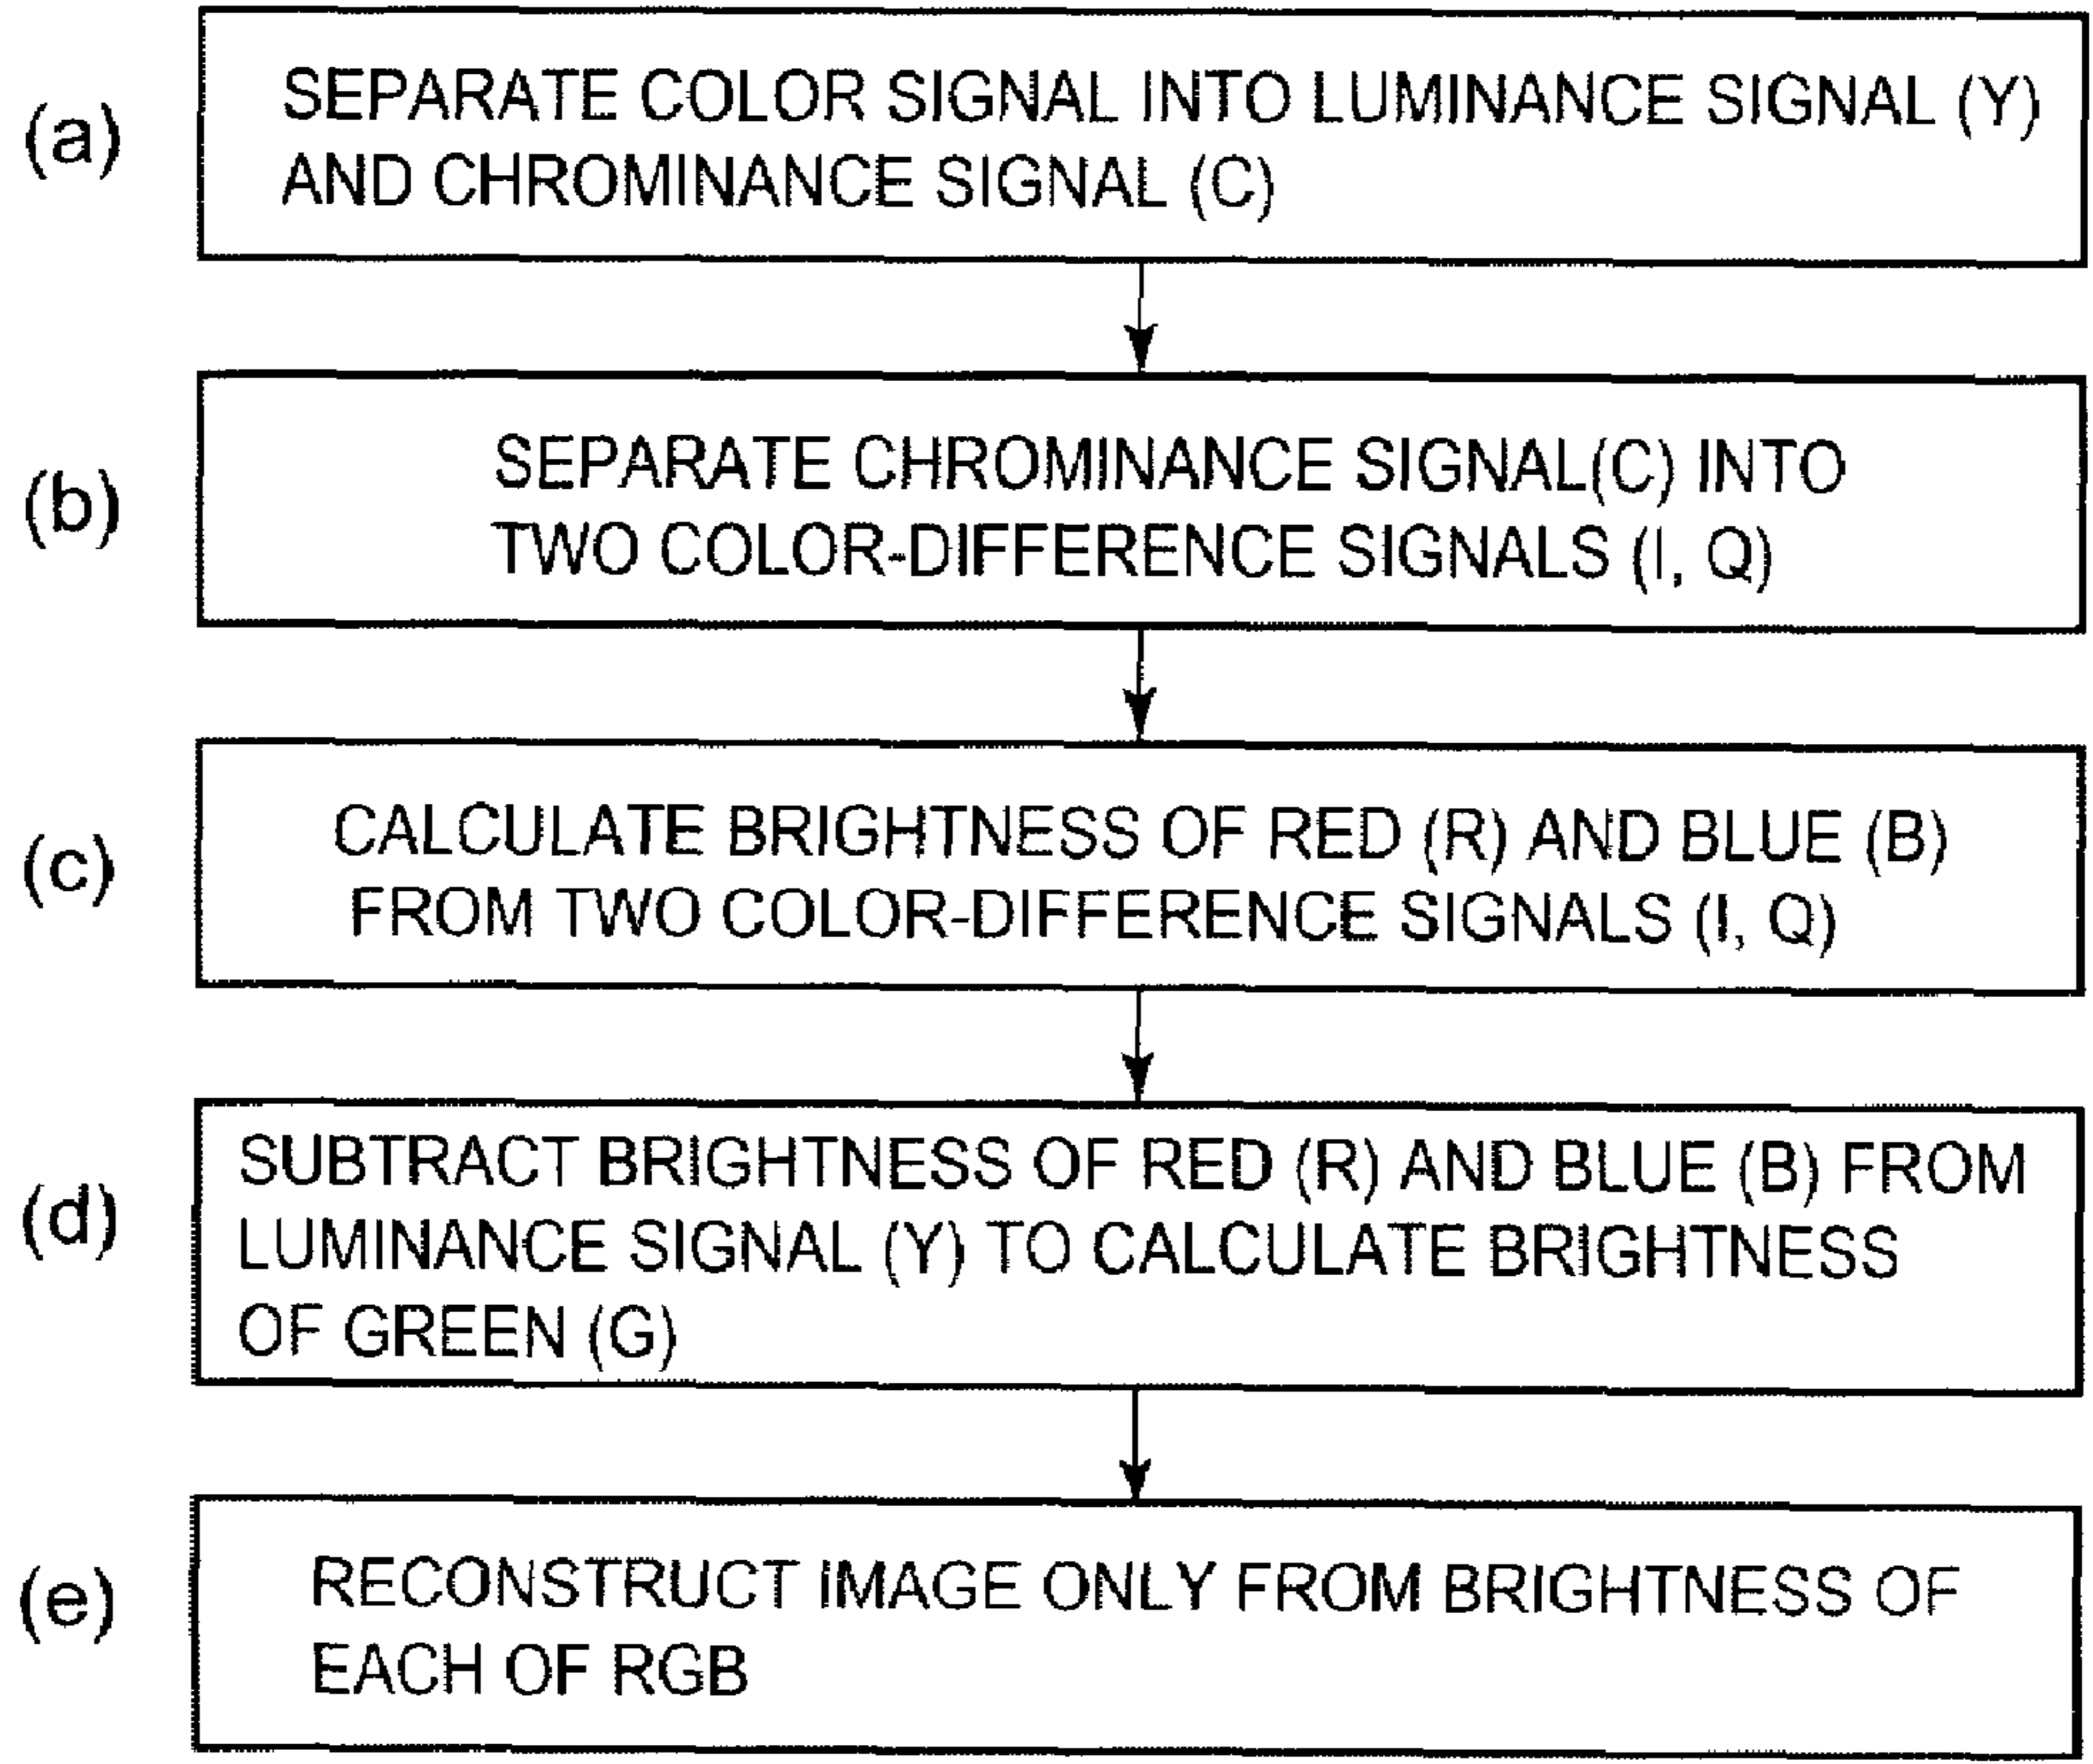 (a)
SEPARATE COLOR SIGNAL INTO LUMINANCE SIGNAL (Y)
AND CHROMINANCE SIGNAL (C)
(b)
SEPARATE CHROMINANCE SIGNAL(C) INTO
TWO COLOR-DIFFERENCE SIGNALS (I, Q)
(c)
CALCULATE BRIGHTNESS OF RED (R) AND BLUE (B)
FROM TWO COLOR-DIFFERENCE SIGNALS (I, Q)
(d)
SUBTRACT BRIGHTNESS OF RED (R) AND BLUE (B) FROM
LUMINANCE SIGNAL (Y) TO CALCULATE BRIGHTNESS
OF GREEN (G)
(e)
RECONSTRUCT IMAGE ONLY FROM BRIGHTNESS OF
EACH OF RGB